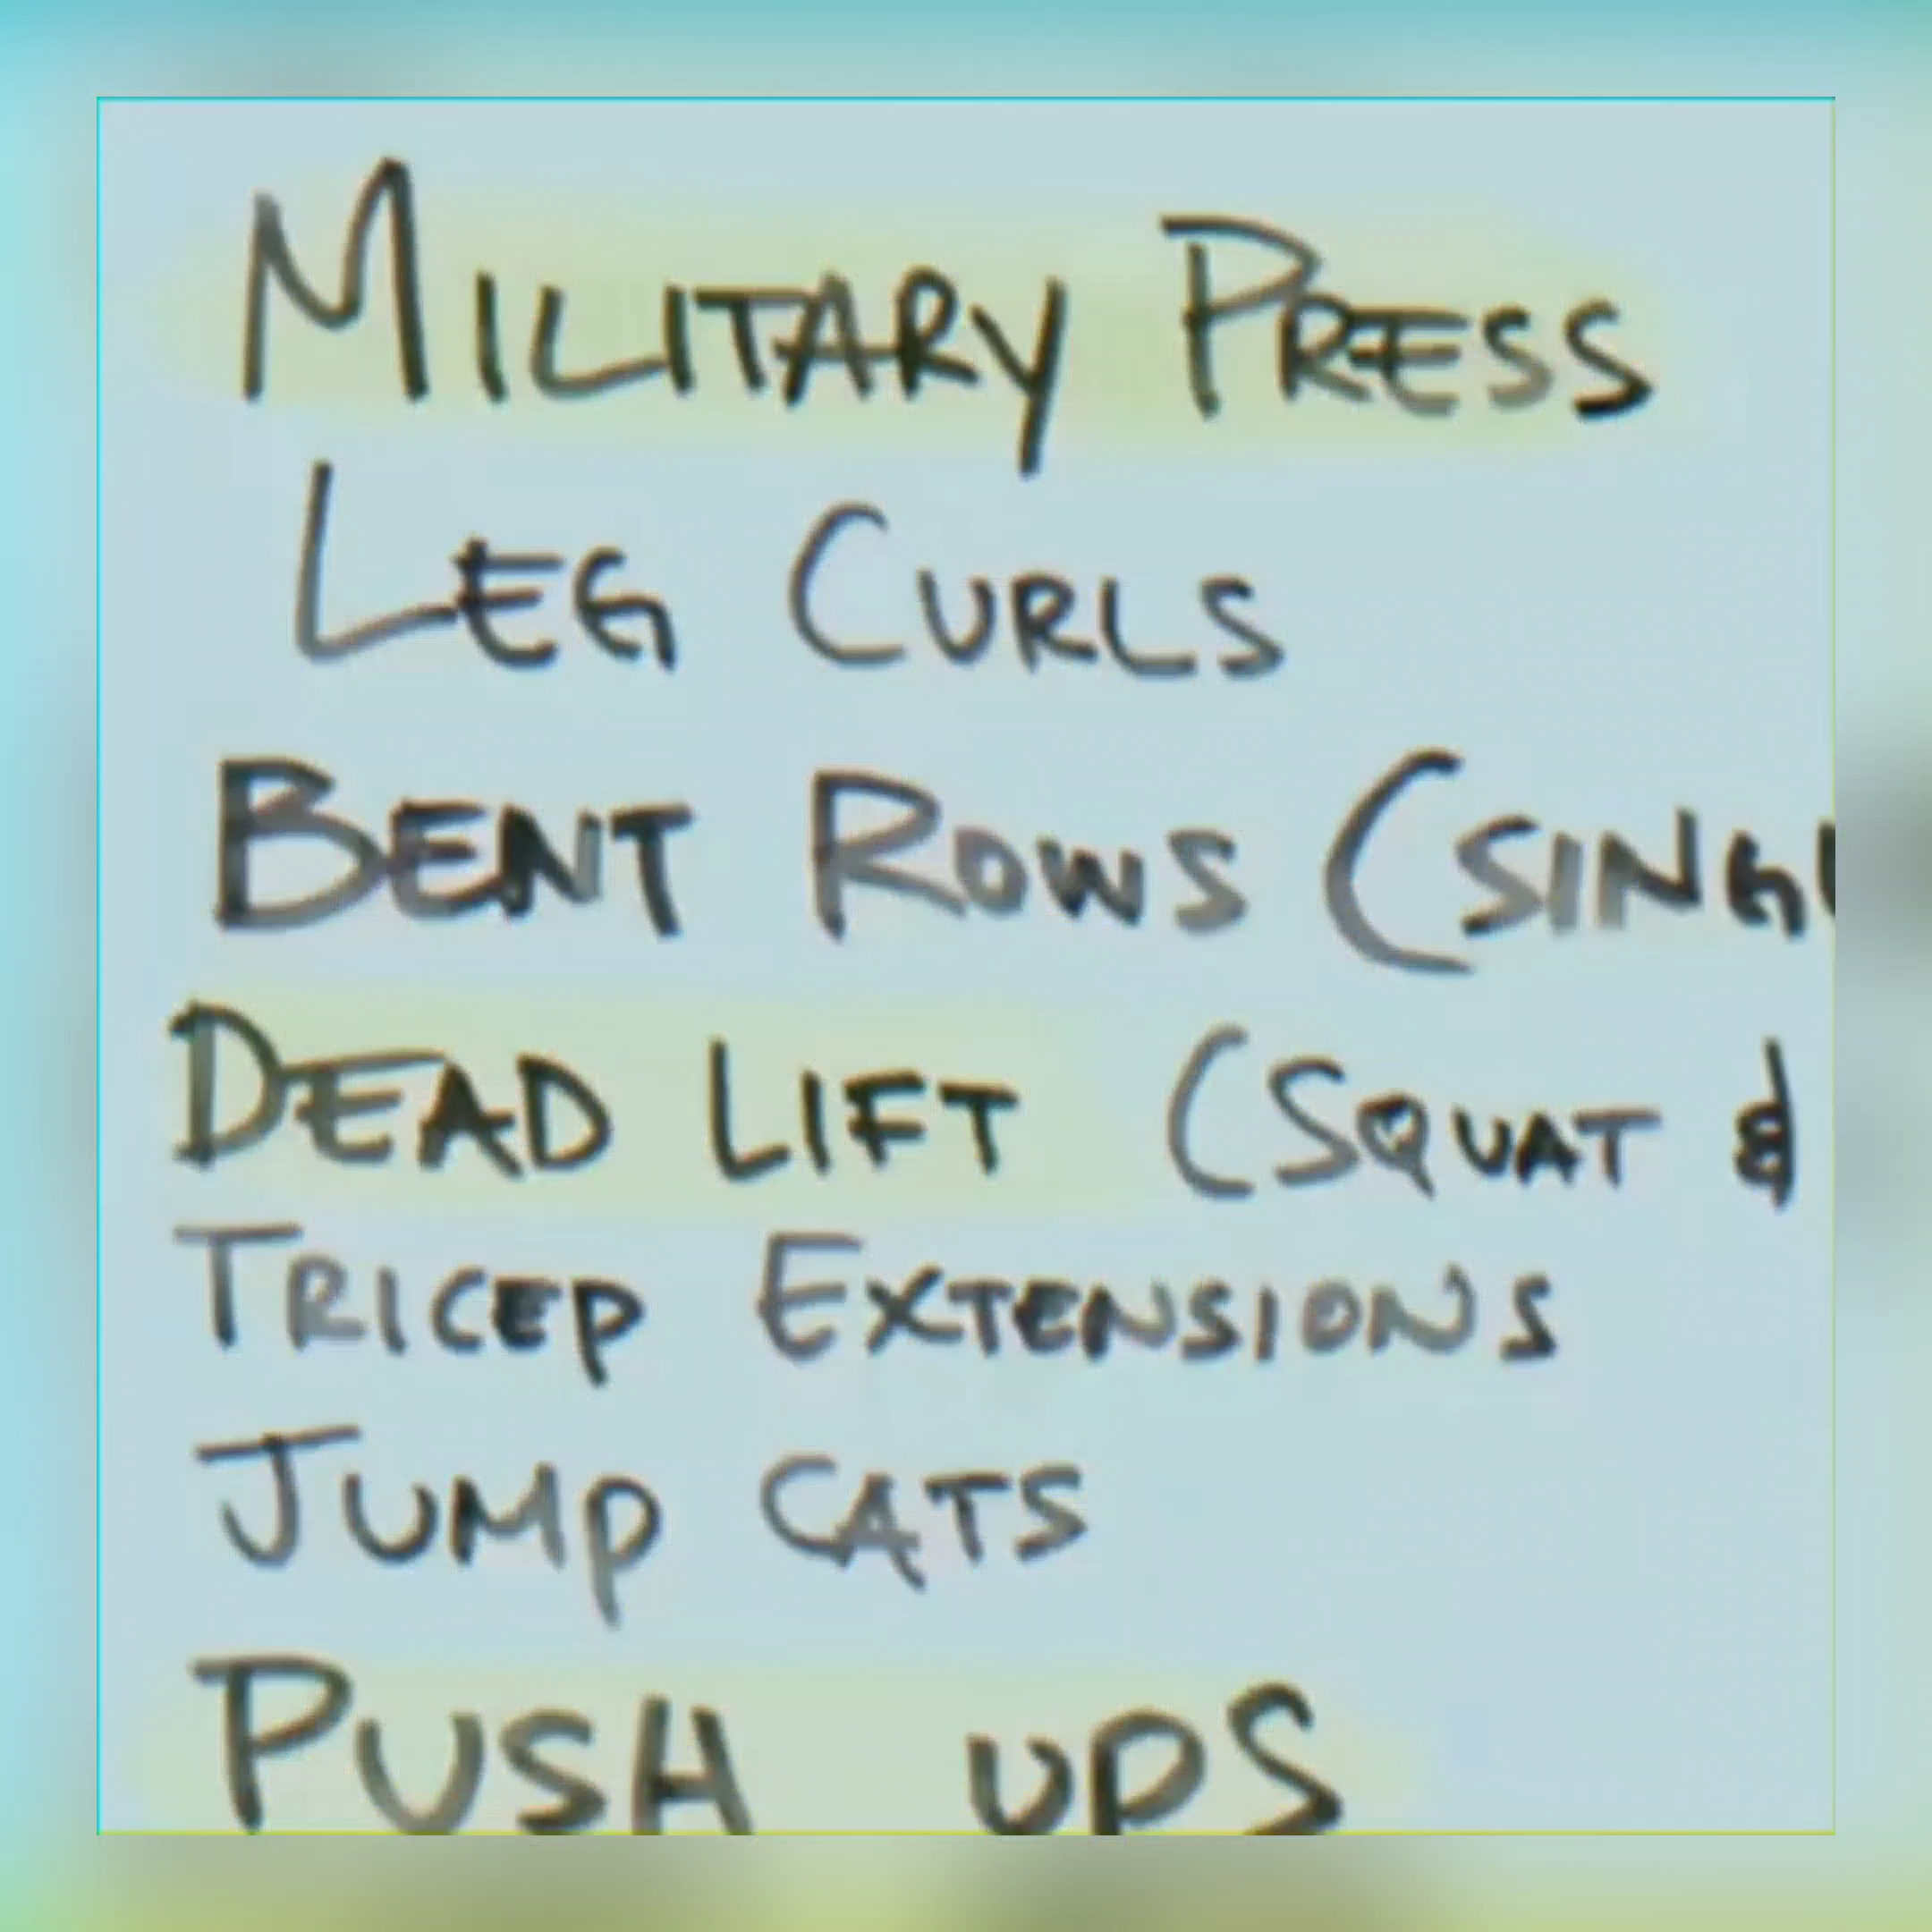 MILITARY PRESS
LEG CURLS
BENT ROWS (SING
DEAD LIFT (SQUAT &
TRICEP EXTENSIONS
JUMP CATS
PUSH UPS